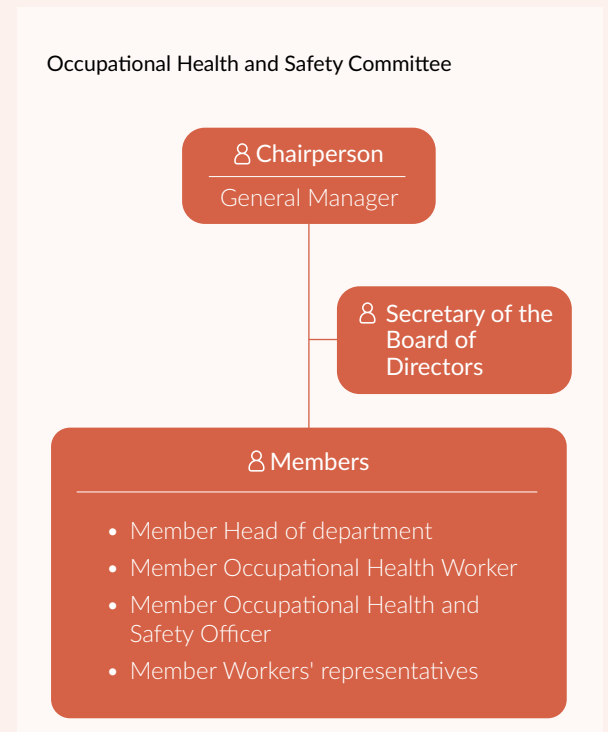 Occupational Health and Safety Committee
Chairperson
General Manager
Secretary of the
Board of
Directors
Members
• Member Head of department
• Member Occupational Health Worker
• Member Occupational Health and
Safety Officer
• Member Workers' representatives